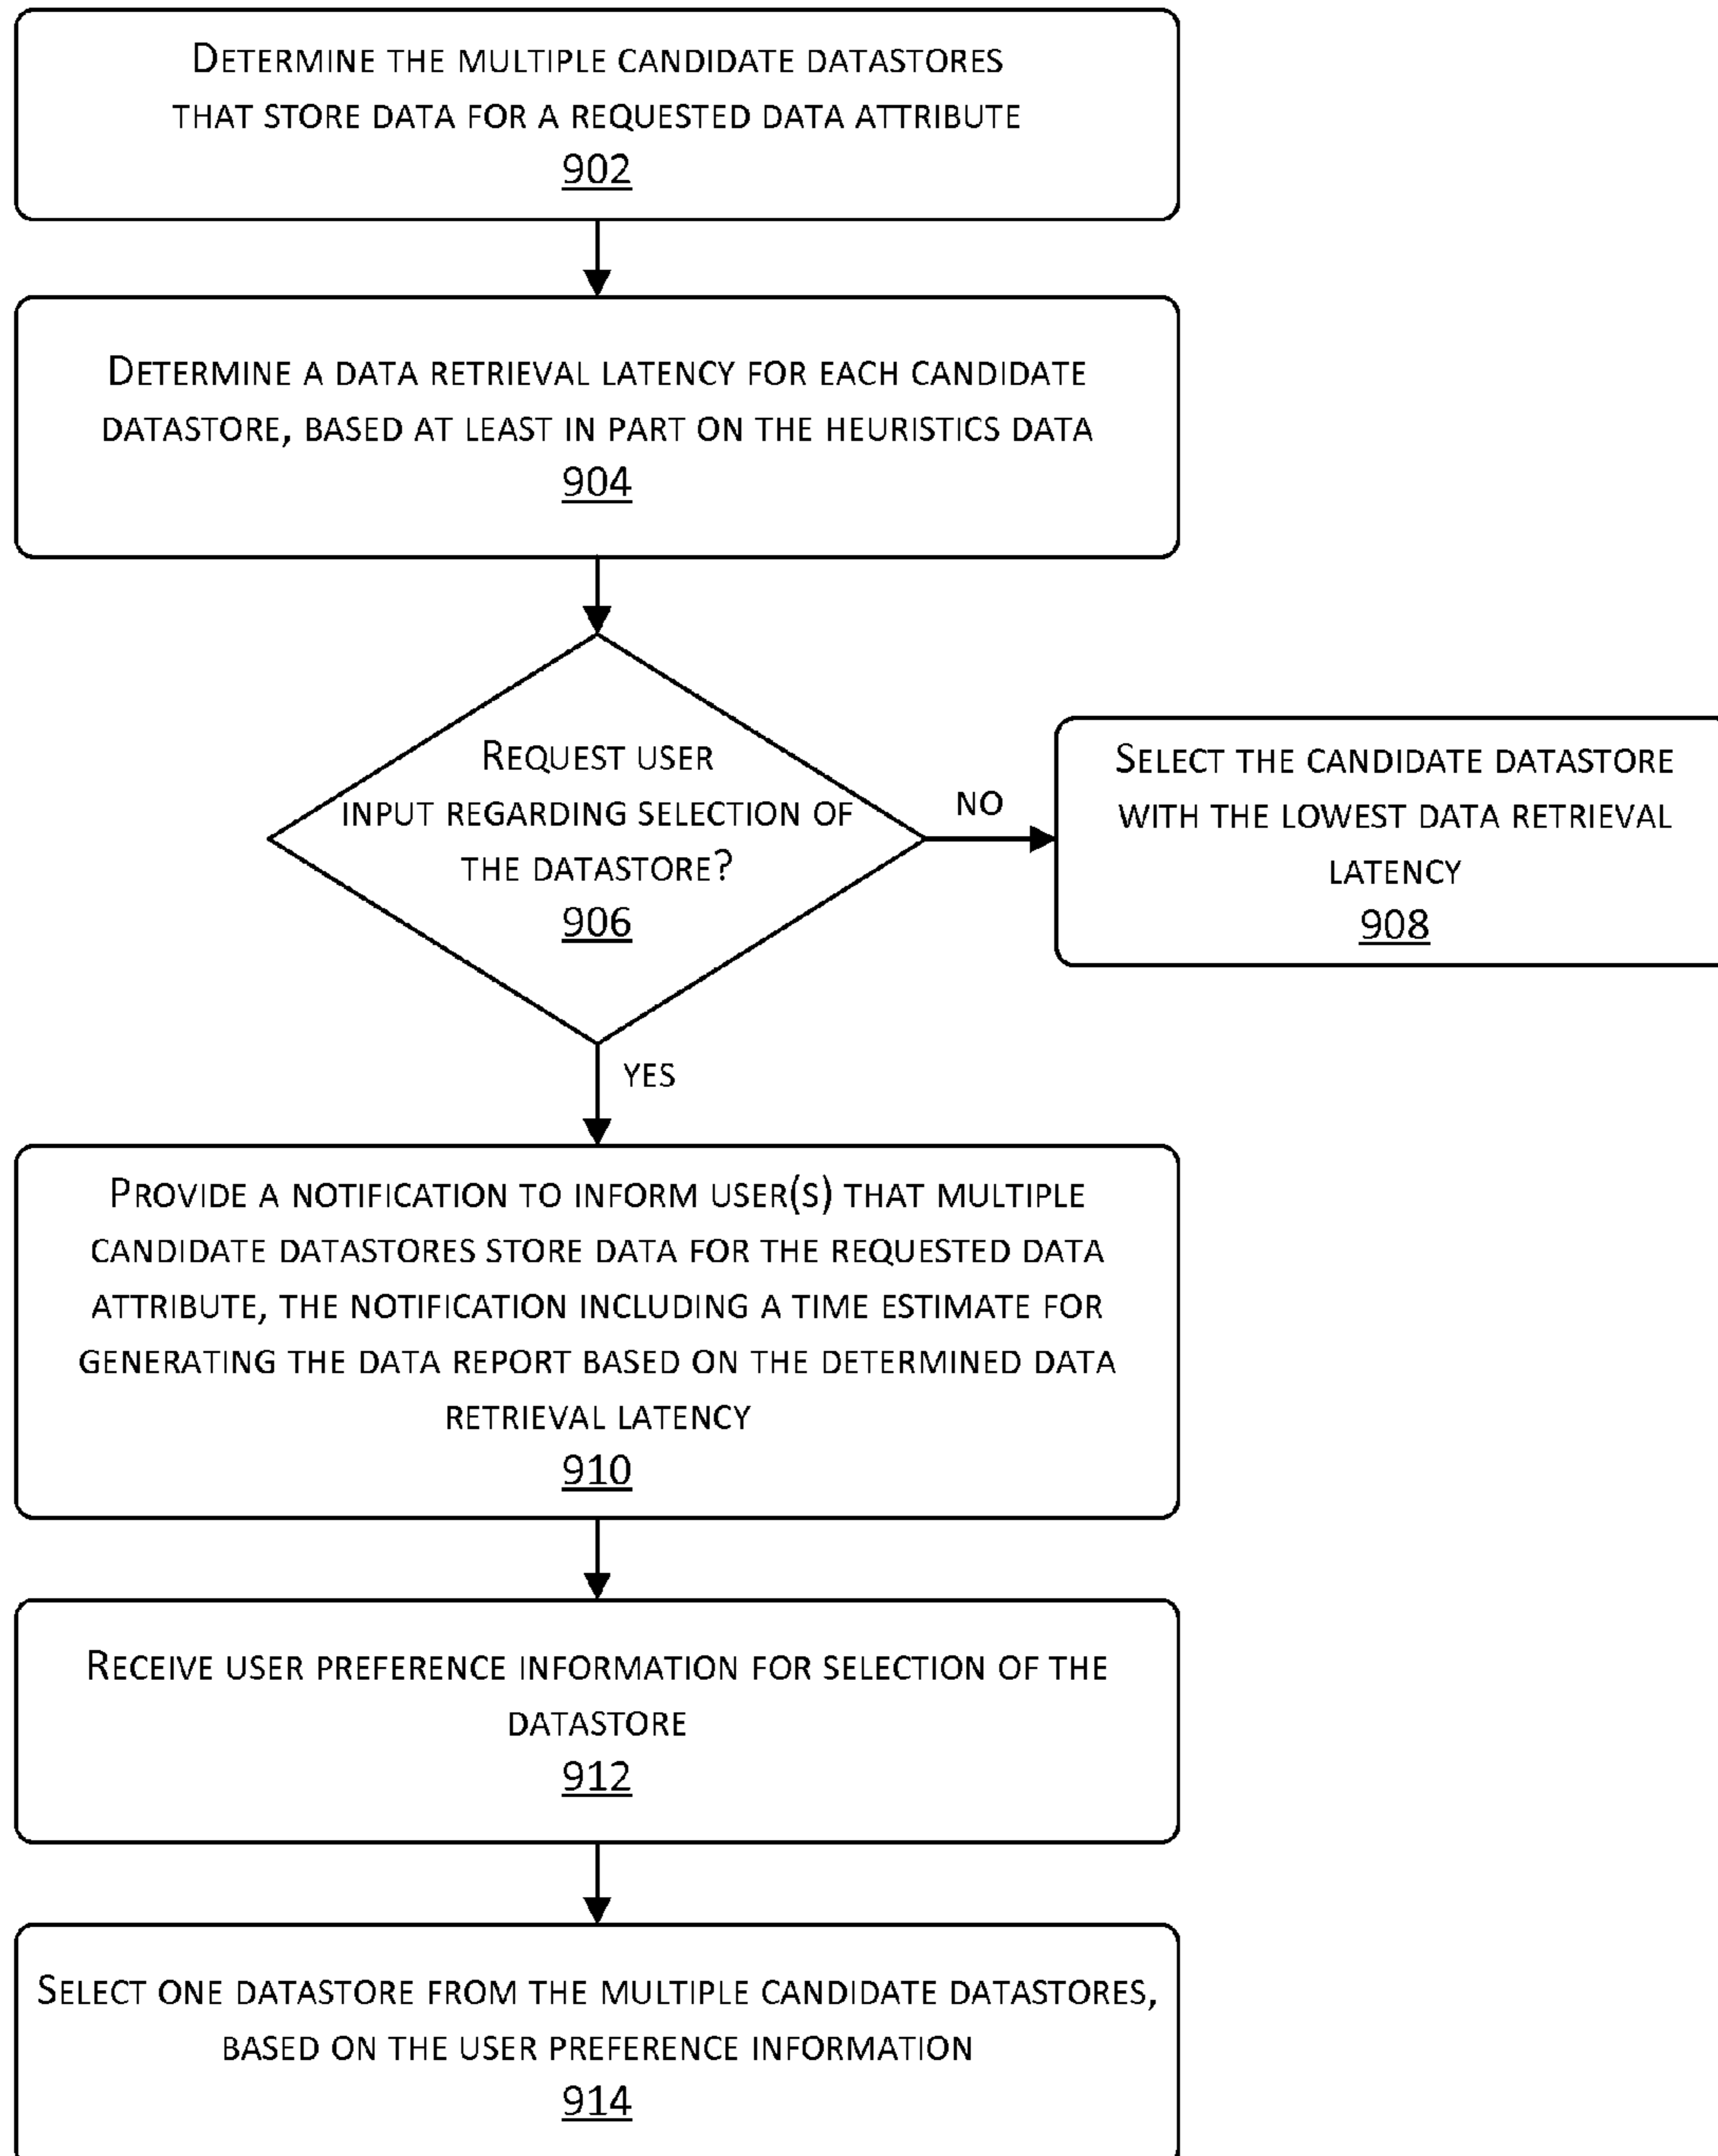 DETERMINE THE MULTIPLE CANDIDATE DATASTORES
THAT STORE DATA FOR A REQUESTED DATA ATTRIBUTE
902
DETERMINE A DATA RETRIEVAL LATENCY FOR EACH CANDIDATE
DATASTORE, BASED AT LEAST IN PART ON THE HEURISTICS DATA
904
REQUEST USER
INPUT REGARDING SELECTION OF
THE DATASTORE?
906
NO
SELECT THE CANDIDATE DATASTORE
WITH THE LOWEST DATA RETRIEVAL
LATENCY
908
YES
PROVIDE A NOTIFICATION TO INFORM USER(S) THAT MULTIPLE
CANDIDATE DATASTORES STORE DATA FOR THE REQUESTED DATA
ATTRIBUTE, THE NOTIFICATION INCLUDING A TIME ESTIMATE FOR
GENERATING THE DATA REPORT BASED ON THE DETERMINED DATA
RETRIEVAL LATENCY
910
RECEIVE USER PREFERENCE INFORMATION FOR SELECTION OF THE
DATASTORE
912
SELECT ONE DATASTORE FROM THE MULTIPLE CANDIDATE DATASTORES,
BASED ON THE USER PREFERENCE INFORMATION
914